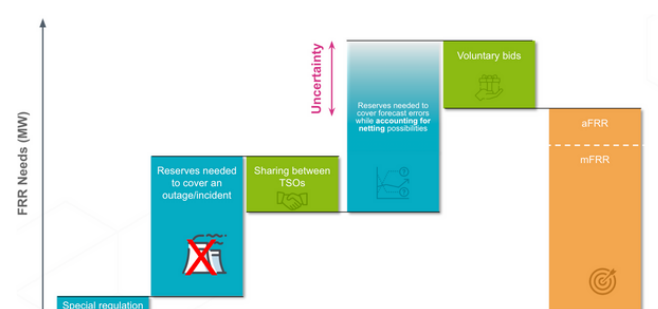 FRR Needs (MW)
Special regulation
Reserves needed
to cover an
outage/incident
Sharing between
TSOs
Uncertainty
Reserves needed to
cover forecast errors
while accounting for
netting possibilities
Voluntary bids
aFRR
mFRR